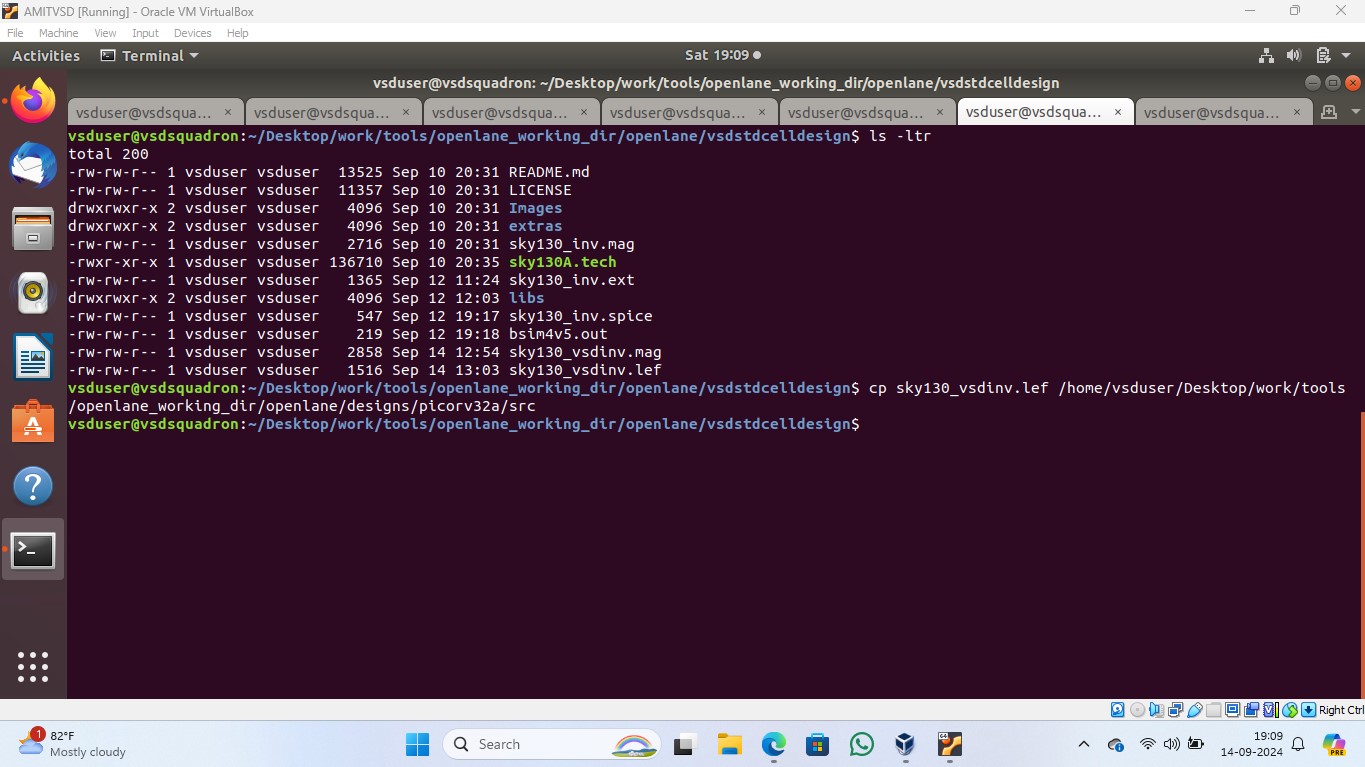 AMITVSD [Running] - Oracle VM VirtualBox
File Machine View Input Devices Help
Activities Terminal Sat 19:09
vsduser@vsdsquadron: ~/Desktop/work/tools/openlane_working_dir/openlane/vsdstdcelldesign
vsduser@vsdsqua... × vsduser@vsdsqua... × vsduser@vsdsqua... × vsduser@vsdsqua... × vsduser@vsdsqua... × vsduser@vsdsqua... × vsduser@vsdsqua... ×
vsduser@vsdsquadron:~/Desktop/work/tools/openlane_working_dir/openlane/vsdstdcelldesign$ ls -ltr
total 200
-rw-rw-r-- 1 vsduser vsduser  13525 Sep 10 20:31 README.md
-rw-rw-r-- 1 vsduser vsduser  11357 Sep 10 20:31 LICENSE
drwxrwxr-x 2 vsduser vsduser   4096 Sep 10 20:31 Images
drwxrwxr-x 2 vsduser vsduser   4096 Sep 10 20:31 extras
-rw-rw-r-- 1 vsduser vsduser   2716 Sep 10 20:31 sky130_inv.mag
-rwxr-xr-x 1 vsduser vsduser 136710 Sep 10 20:35 sky130A.tech
-rw-rw-r-- 1 vsduser vsduser   1365 Sep 12 11:24 sky130_inv.ext
drwxrwxr-x 2 vsduser vsduser   4096 Sep 12 12:03 libs
-rw-rw-r-- 1 vsduser vsduser    547 Sep 12 19:17 sky130_inv.spice
-rw-rw-r-- 1 vsduser vsduser    219 Sep 12 19:18 bsim4v5.out
-rw-rw-r-- 1 vsduser vsduser   2858 Sep 14 12:54 sky130_vsdinv.mag
-rw-rw-r-- 1 vsduser vsduser   1516 Sep 14 13:03 sky130_vsdinv.lef
vsduser@vsdsquadron:~/Desktop/work/tools/openlane_working_dir/openlane/vsdstdcelldesign$ cp sky130_vsdinv.lef /home/vsduser/Desktop/work/tools
/openlane_working_dir/openlane/designs/picorv32a/src
vsduser@vsdsquadron:~/Desktop/work/tools/openlane_working_dir/openlane/vsdstdcelldesign$
Right Ctrl
1 82°F
Mostly cloudy
Search
64
19:09
14-09-2024
PRE